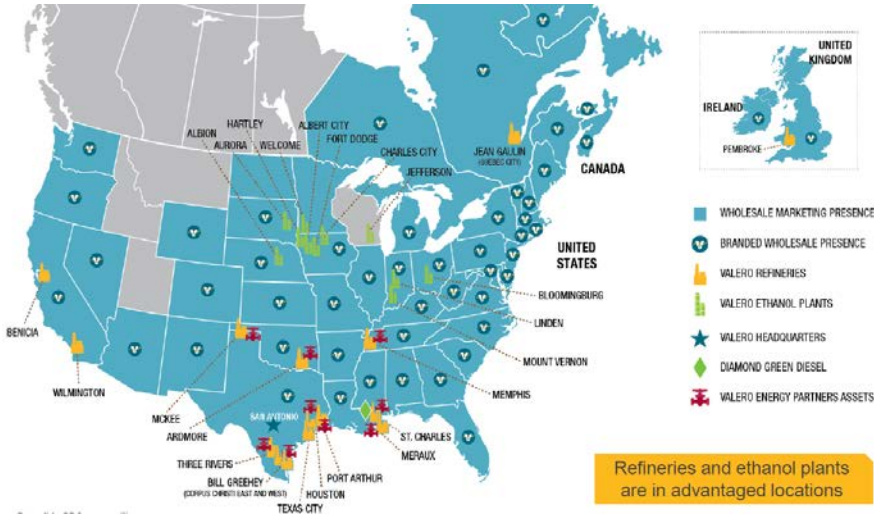 UNITED
KINGDOM
IRELAND
PEMBROKE
HARTLEY
ALBERT CITY
ALBION
FORT DODGE
AURORA
WELCOME
CHARLES CITY
JEFFERSON
JEAN GAULIN
(QUEBEC CITY)
CANADA
WHOLESALE MARKETING PRESENCE
UNITED
STATES
BRANDED WHOLESALE PRESENCE
VALERO REFINERIES
BLOOMINGBURG
VALERO ETHANOL PLANTS
LINDEN
BENICIA
VALERO HEADQUARTERS
MOUNT VERNON
DIAMOND GREEN DIESEL
MEMPHIS
WILMINGTON
VALERO ENERGY PARTNERS ASSETS
MCKEE
SAN ANTONIO
ARDMORE
ST. CHARLES
MERAUX
THREE RIVERS
PORT ARTHUR
BILL GREEHEY
(CORPUS CHRISTI EAST AND WEST)
HOUSTON
TEXAS CITY
Refineries and ethanol plants
are in advantaged locations